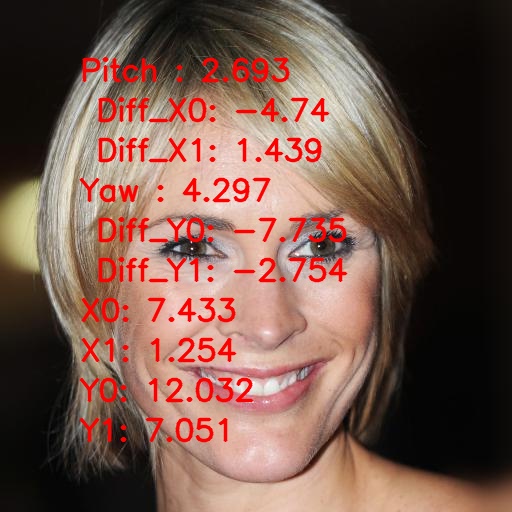 Pitch : 2.693
Diff_X0: -4.74
Diff_X1: 1.439
Yaw : 4.297
Diff_Y0: -7.735
Diff_Y1: -2.754
X0: 7.433
X1: 1.254
Y0: 12.032
Y1: 7.051